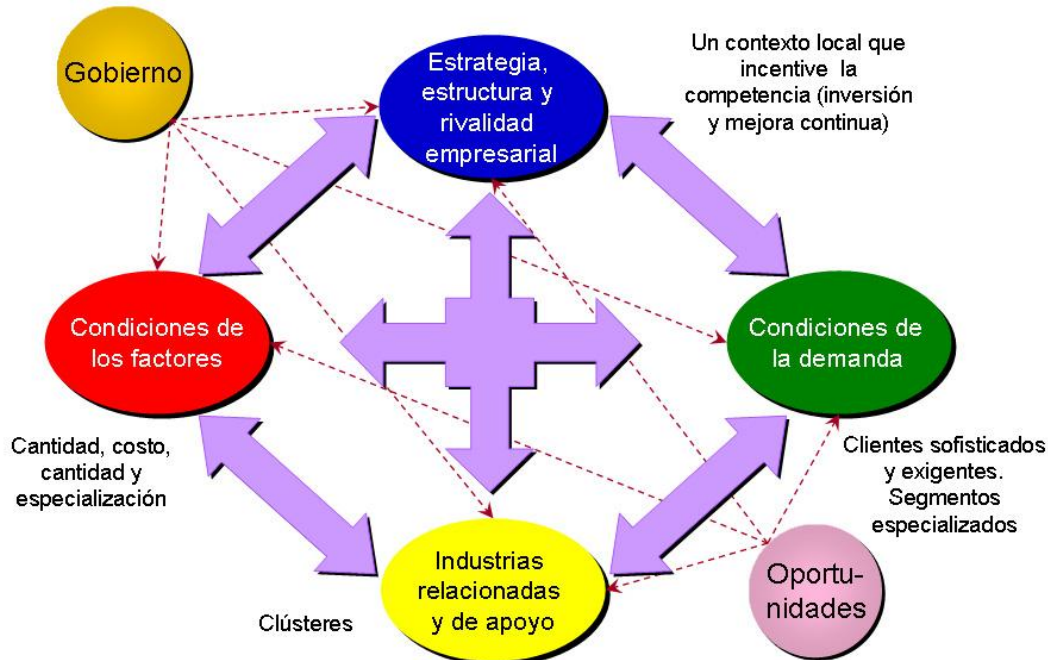 Gobierno
Estrategia,
estructura y
rivalidad
empresarial
Un contexto local que
incentive la
competencia (inversión
y mejora continua)
Condiciones de
los factores
Condiciones de
la demanda
Cantidad, costo,
cantidad y
especialización
Clientes sofisticados
y exigentes.
Segmentos
especializados
Industrias
relacionadas
y de apoyo
Clústeres
Oportu-
nidades